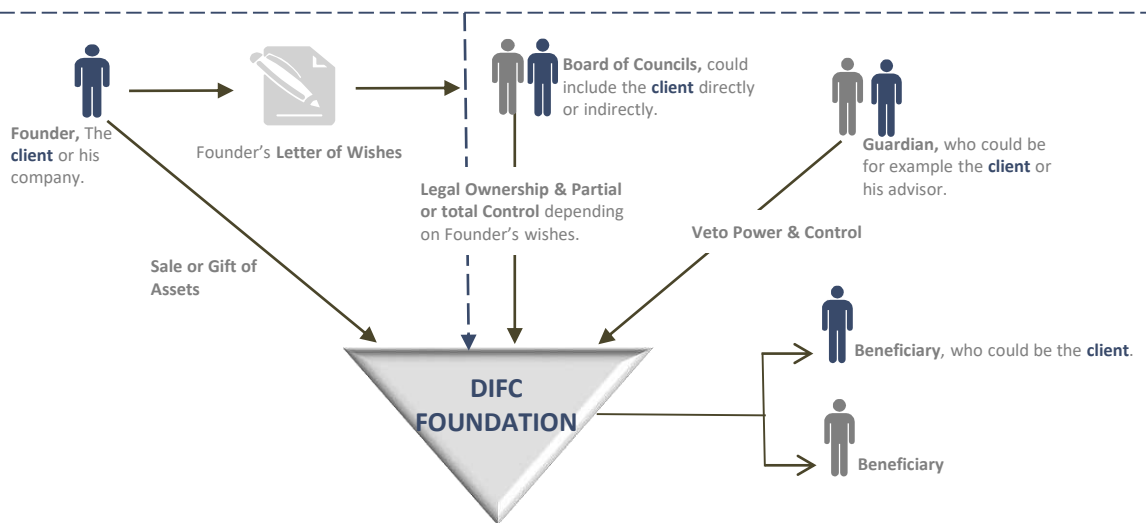 Founder, The
client or his
company.
Founder's Letter of Wishes
Board of Councils, could
include the client directly
or indirectly.
Guardian, who could be
for example the client or
his advisor.
Legal Ownership & Partial
or total Control depending
on Founder's wishes.
Veto Power & Control
Sale or Gift of
Assets
DIFC
FOUNDATION
Beneficiary, who could be the client.
Beneficiary